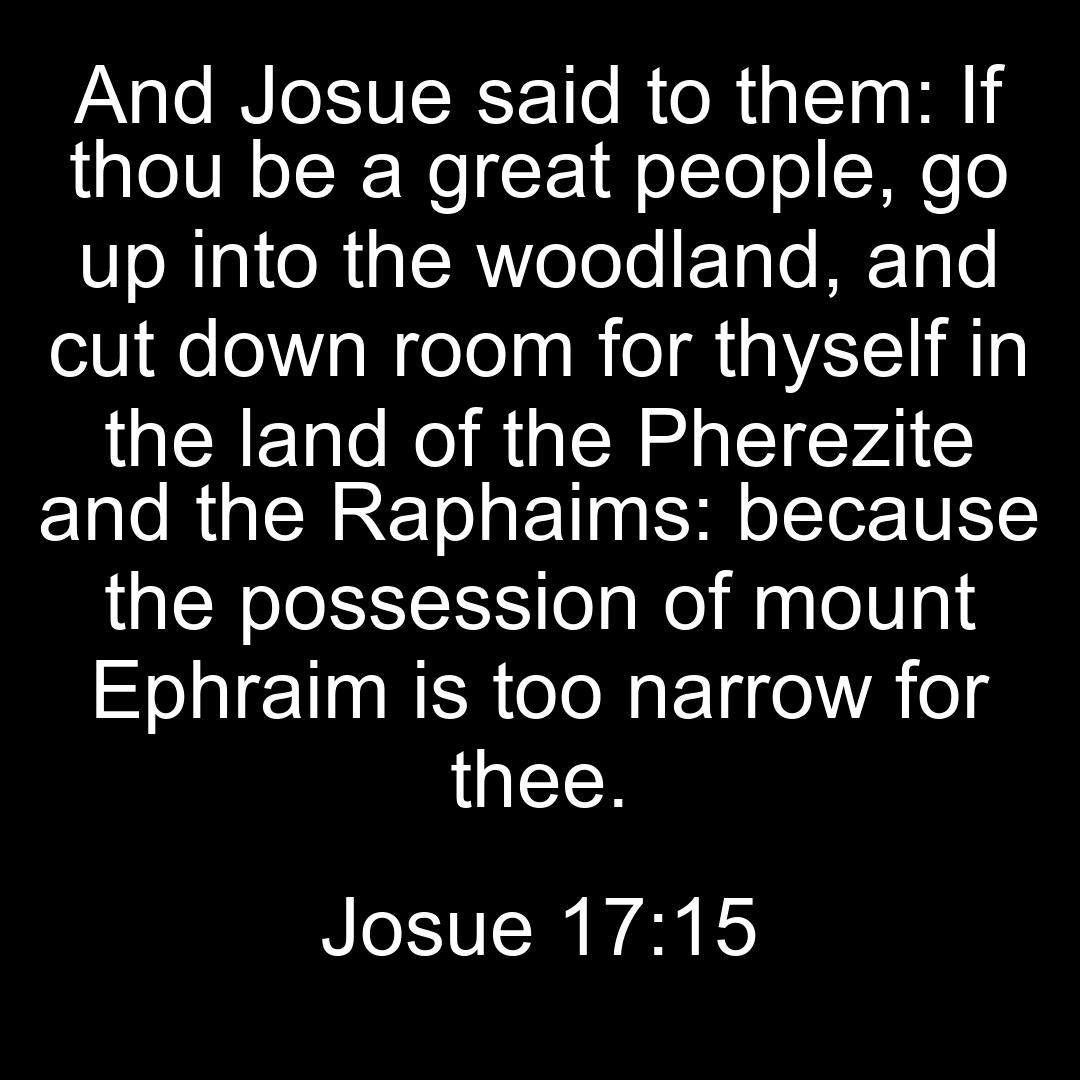 And Josue said to them: If
thou be a great people, go
up into the woodland, and
cut down room for thyself in
the land of the Pherezite
and the Raphaims: because
the possession of mount
Ephraim is too narrow for
thee.
Josue 17:15